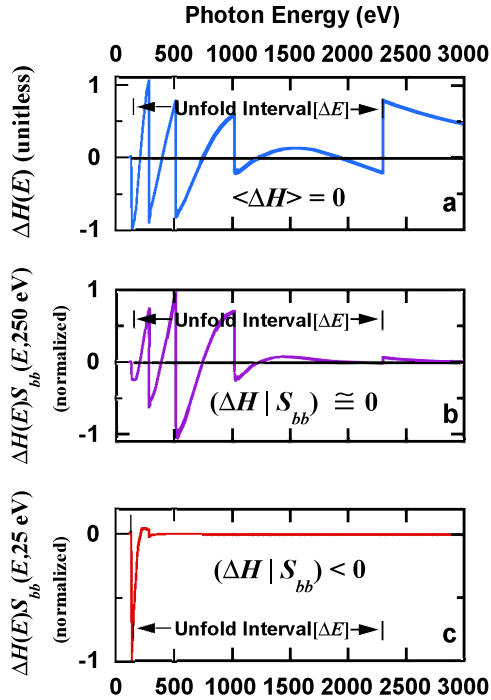 Photon Energy (eV)
0 500 1000 1500 2000 2500 3000
ΔH(E) (unitless)
1
0
-1
Unfold Interval[ΔE]
<ΔH> = 0
a
ΔH(E)S_bb(E,250 eV)
(normalized)
1
0
-1
Unfold Interval[ΔE]
(ΔH | S_bb) ≅ 0
b
ΔH(E)S_bb(E,25 eV)
(normalized)
0
-1
(ΔH | S_bb) < 0
Unfold Interval[ΔE]
c
0 500 1000 1500 2000 2500 3000